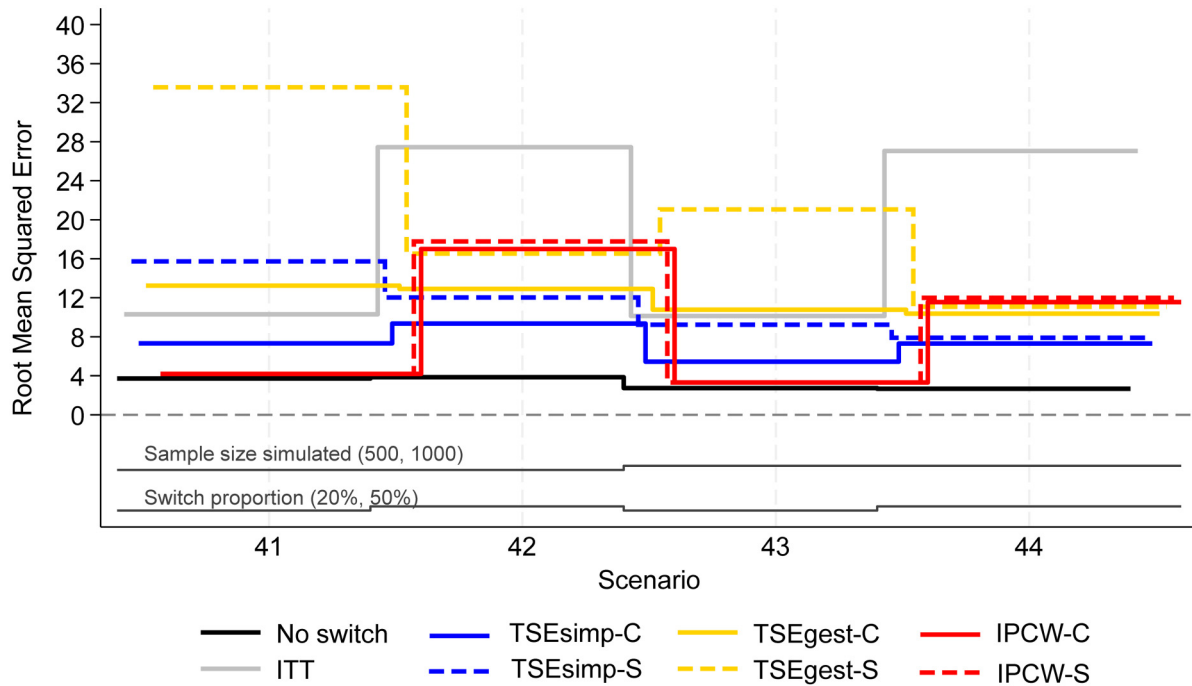 Root Mean Squared Error
40
36
32
28
24
20
16
12
8
4
0
Sample size simulated (500, 1000)
Switch proportion (20%, 50%)
41 42 43 44
Scenario
No switch TSEsimp-C TSEgest-C IPCW-C
ITT TSEsimp-S TSEgest-S IPCW-S